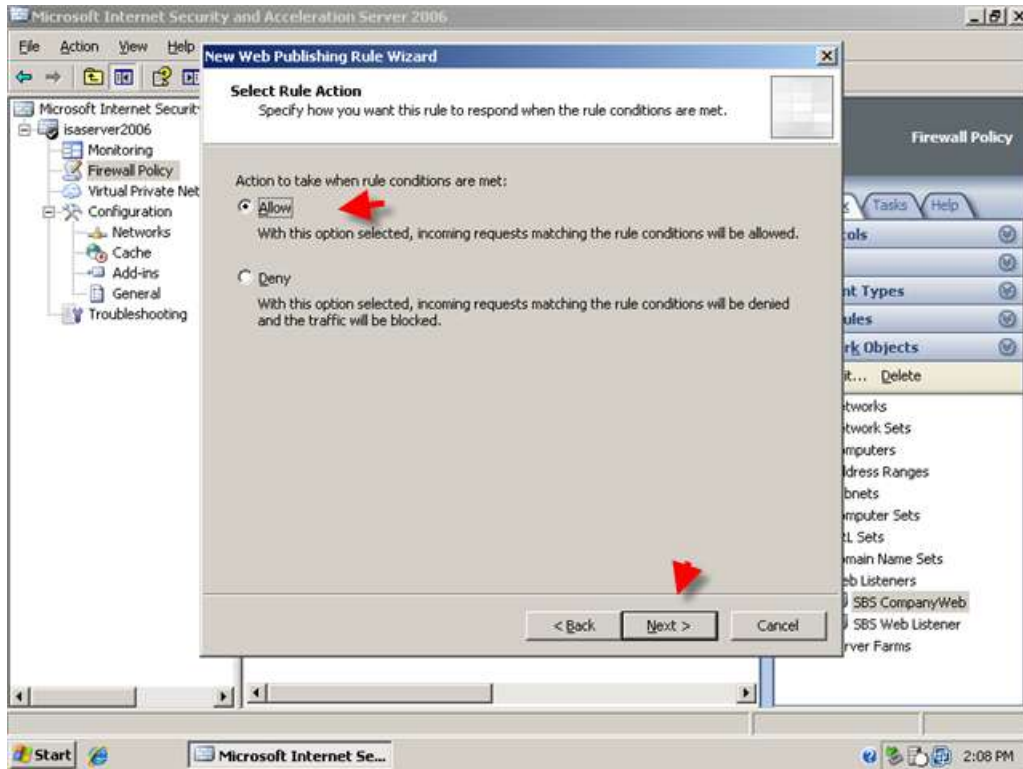 Microsoft Internet Security and Acceleration Server 2006
File Action View Help
New Web Publishing Rule Wizard
Select Rule Action
Specify how you want this rule to respond when the rule conditions are met.
Action to take when rule conditions are met:
Allow
With this option selected, incoming requests matching the rule conditions will be allowed.
Deny
With this option selected, incoming requests matching the rule conditions will be denied
and the traffic will be blocked.
< Back Next > Cancel
Microsoft Internet Securit
isaserver2006
Monitoring
Firewall Policy
Virtual Private Net
Configuration
Networks
Cache
Add-ins
General
Troubleshooting
Firewall Policy
Tasks Help
ols
nt Types
ules
rk Objects
it... Delete
tworks
twork Sets
mputers
ldress Ranges
bnets
mputer Sets
RL Sets
main Name Sets
eb Listeners
SBS CompanyWeb
SBS Web Listener
rver Farms
Start Microsoft Internet Se... 2:08 PM